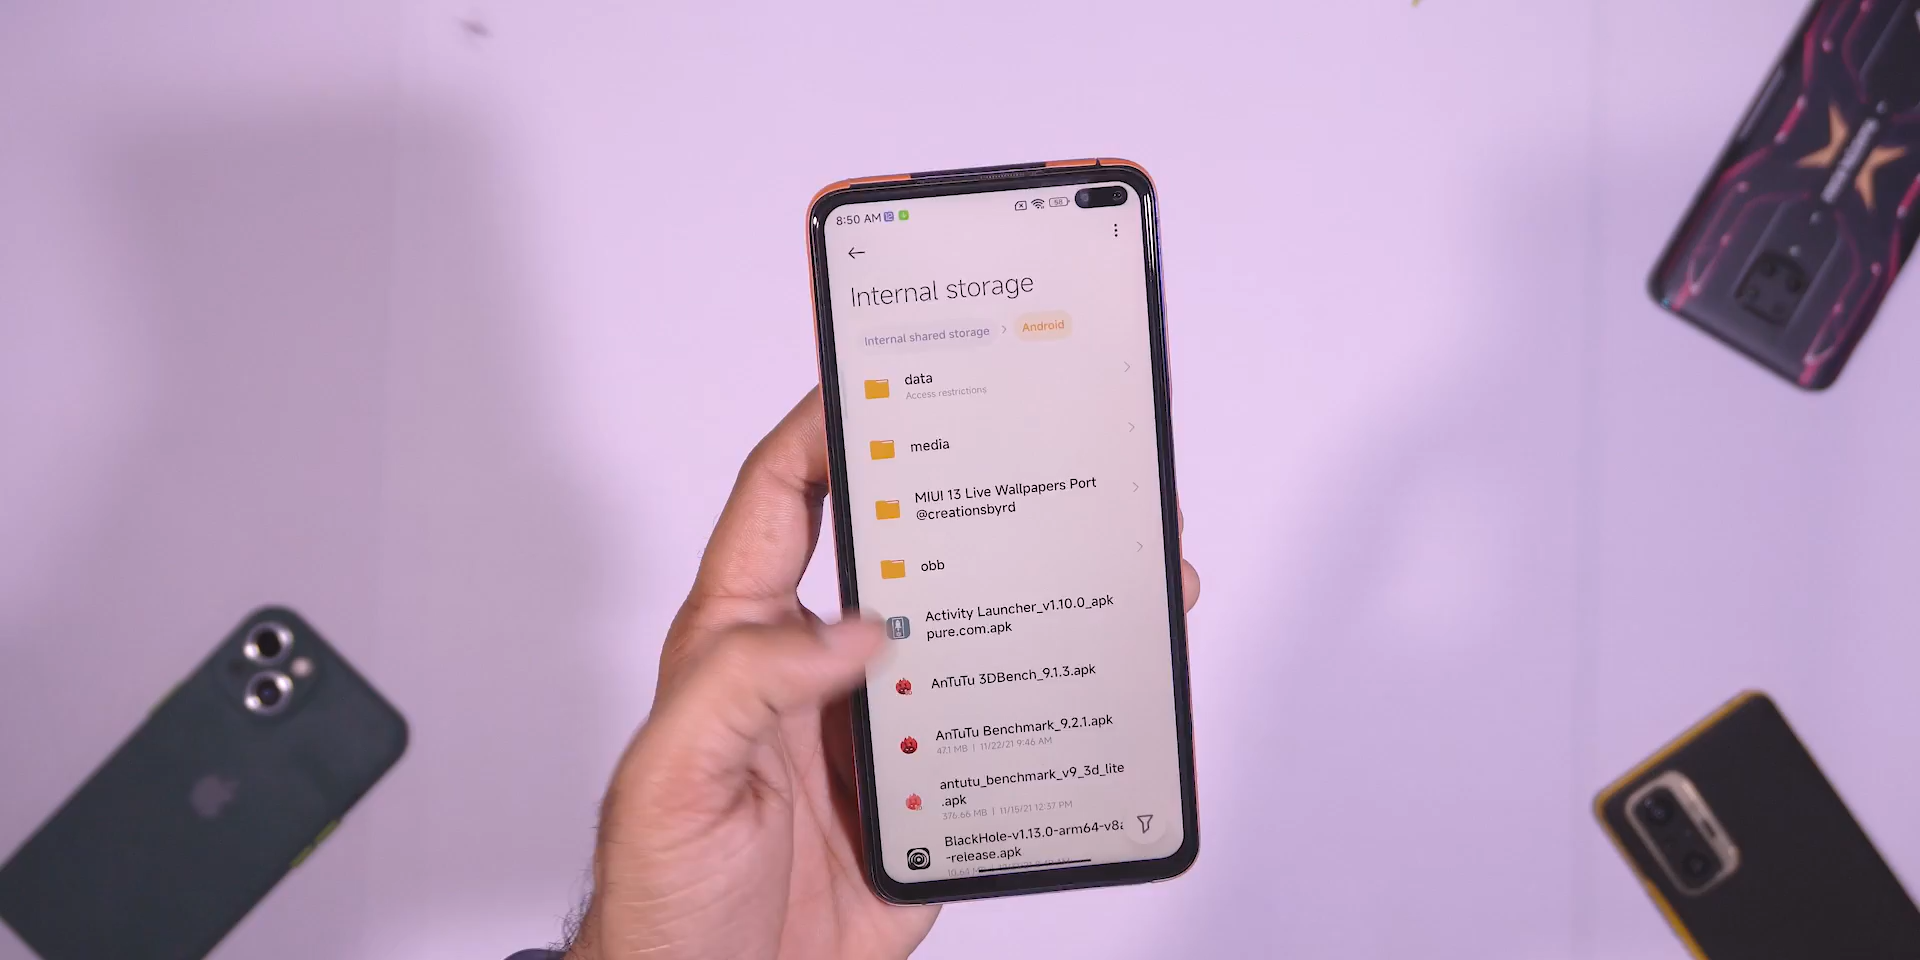 8:50 AM
58
Internal storage
Internal shared storage
Android
data
Access restrictions
media
MIUI 13 Live Wallpapers Port
@creationsbyrd
obb
Activity Launcher_v1.10.0_apk
pure.com.apk
AnTuTu 3DBench_9.1.3.apk
AnTuTu Benchmark_9.2.1.apk
47.1 MB | 11/22/21 9:46 AM
antutu_benchmark_v9_3d_lite
.apk
376.66 MB | 11/15/21 12:37 PM
BlackHole-v1.13.0-arm64-v8a
-release.apk